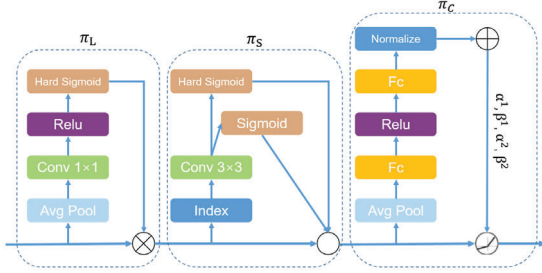 π_L
Hard Sigmoid
Relu
Conv 1×1
Avg Pool
π_S
Hard Sigmoid
Sigmoid
Conv 3×3
Index
π_C
Normalize
Fc
Relu
Fc
Avg Pool
α¹, β¹, α², β²